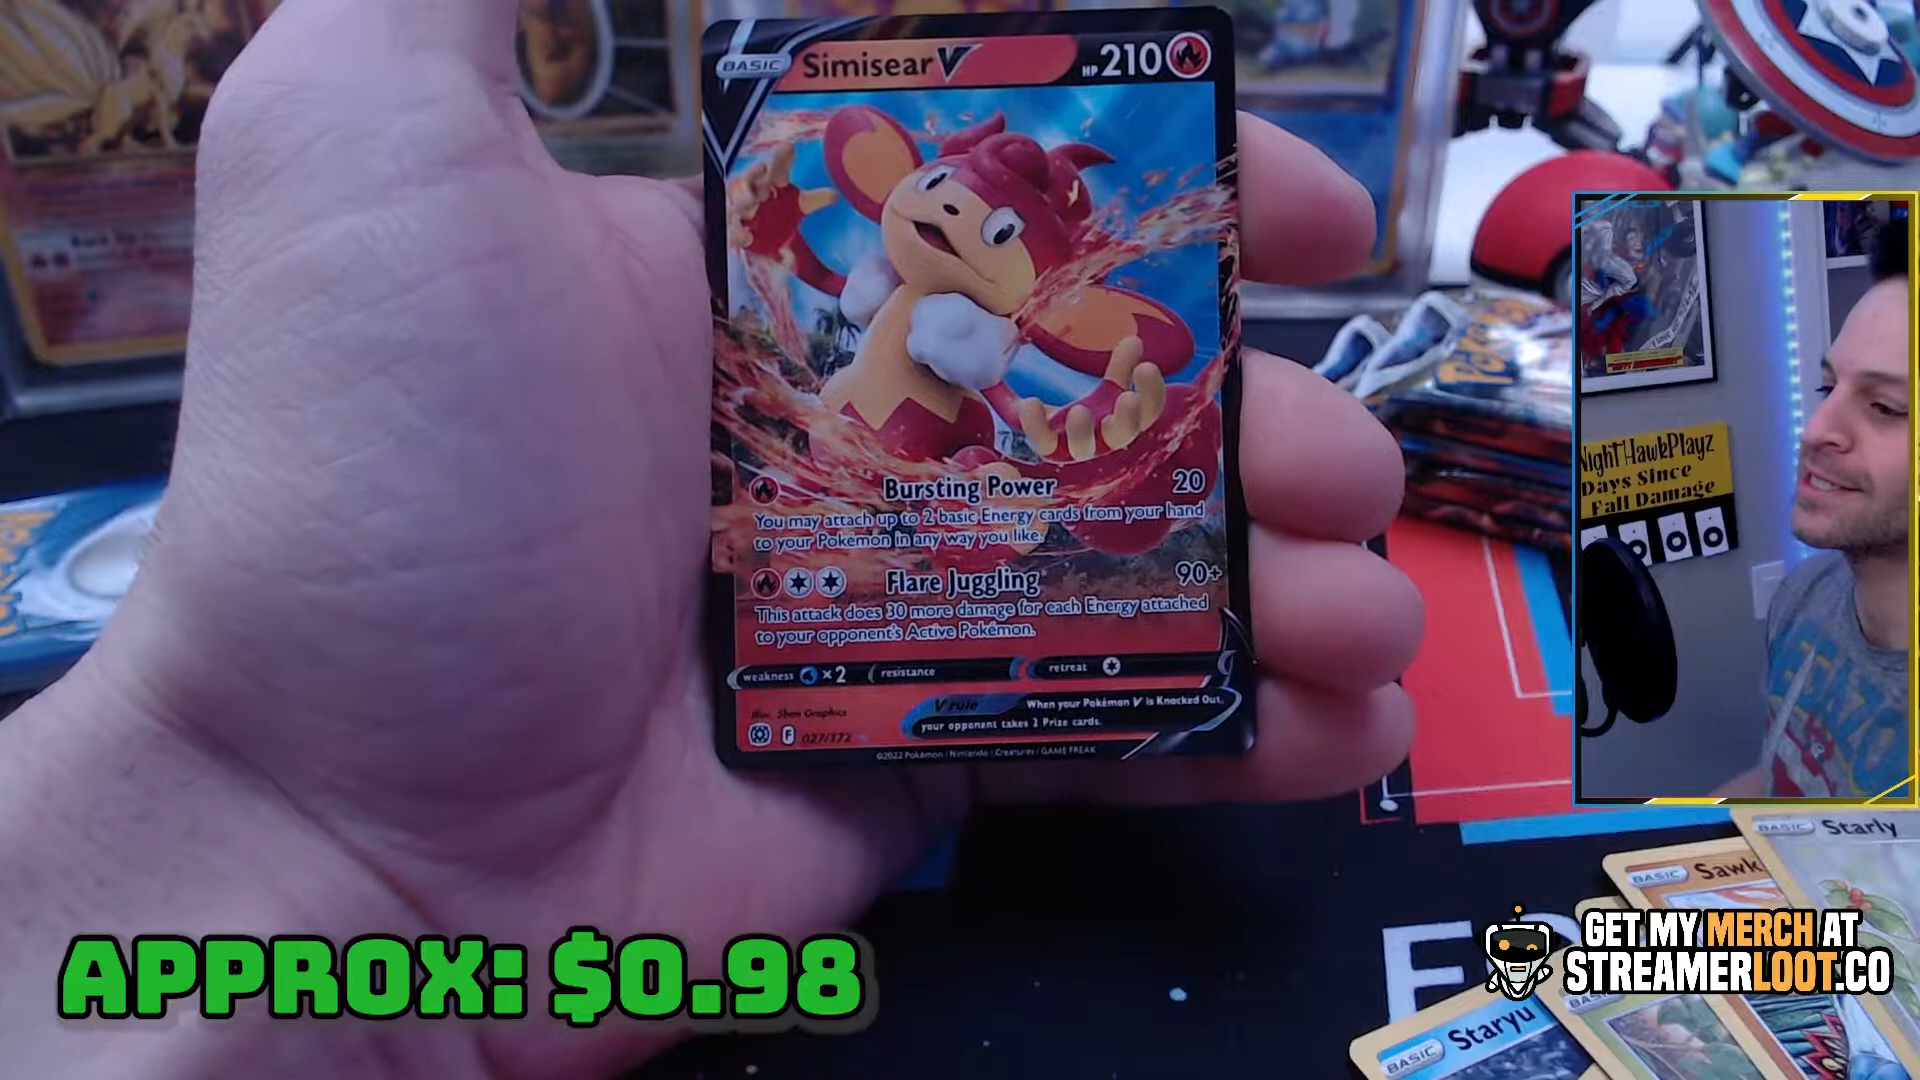 BASIC Simisear V HP 210
Bursting Power 20
You may attach up to 2 basic Energy cards from your hand
to your Pokémon in any way you like.
Flare Juggling 90+
This attack does 30 more damage for each Energy attached
to your opponent's Active Pokémon.
weakness ×2 resistance retreat
V rule When your Pokémon V is Knocked Out,
your opponent takes 2 Prize cards.
Illus. Shen Graphics
F 027/172
©2022 Pokémon / Nintendo / Creatures / GAME FREAK
NightHawkPlayz
Days Since
Fall Damage
BASIC Starly
BASIC Sawk
BASIC Staryu
BASIC
APPROX: $0.98
GET MY MERCH AT
STREAMERLOOT.CO